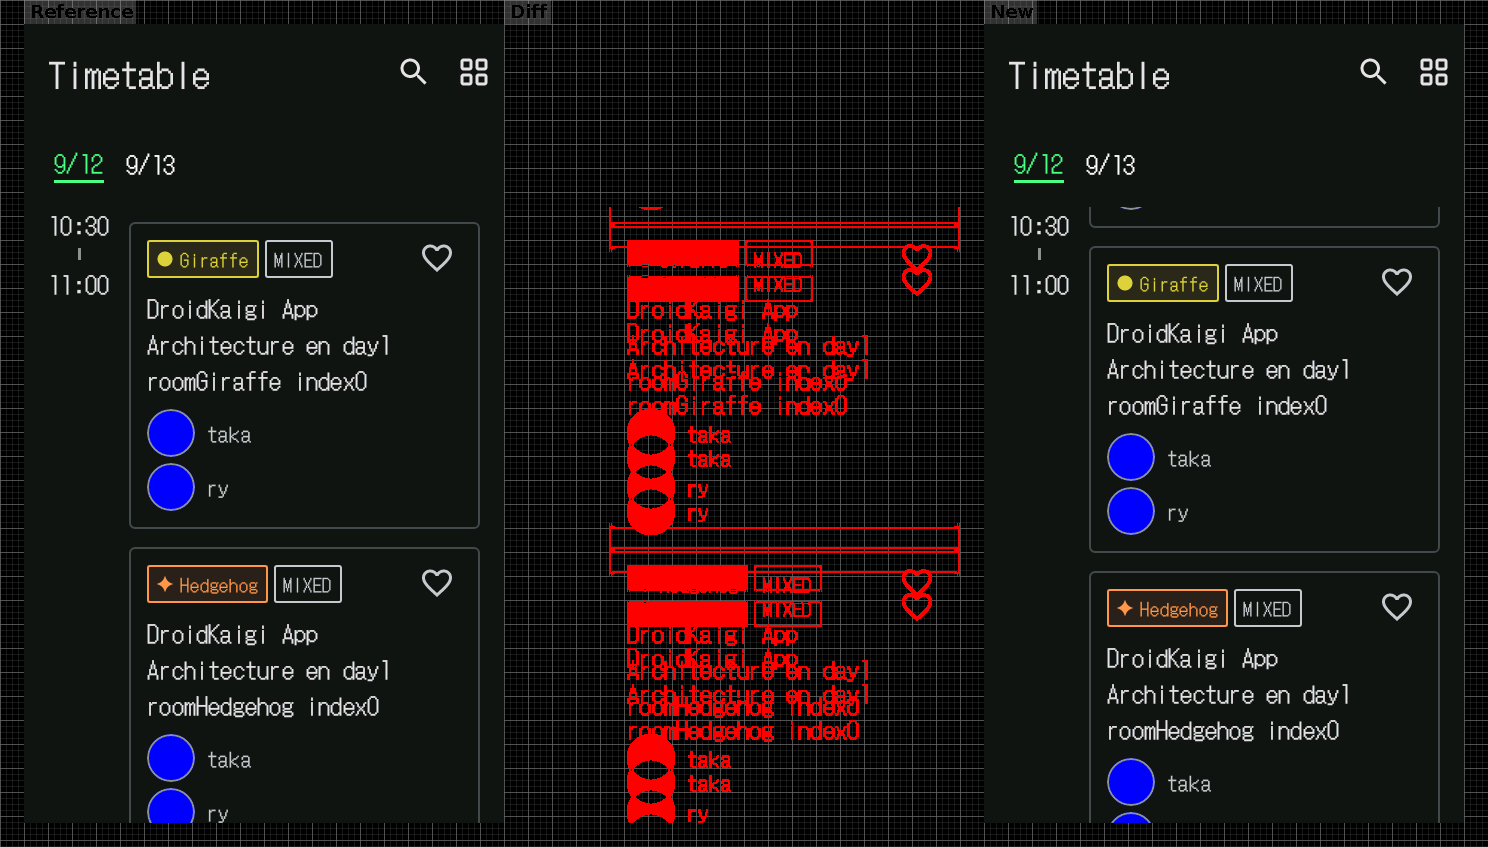 Reference
Timetable
9/12 9/13
10:30
11:00
Giraffe MIXED
DroidKaigi App
Architecture en day1
roomGiraffe index0
taka
ry
Hedgehog MIXED
DroidKaigi App
Architecture en day1
roomHedgehog index0
taka
ry
Diff
MIXED
MIXED
DroidKaigi App
DroidKaigi App
Architecture en day1
Architecture en day1
roomGiraffe index0
roomGiraffe index0
taka
taka
ry
ry
MIXED
MIXED
DroidKaigi App
DroidKaigi App
Architecture en day1
Architecture en day1
roomHedgehog index0
roomHedgehog index0
taka
taka
ry
New
Timetable
9/12 9/13
10:30
11:00
Giraffe MIXED
DroidKaigi App
Architecture en day1
roomGiraffe index0
taka
ry
Hedgehog MIXED
DroidKaigi App
Architecture en day1
roomHedgehog index0
taka